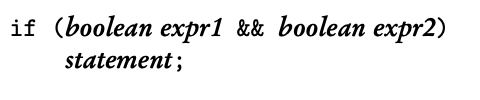 if (boolean expr1 && boolean expr2)
statement;